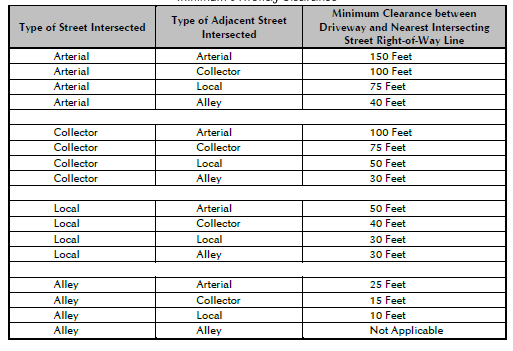 Minimum Driveway Clearance
Type of Street Intersected Type of Adjacent Street Intersected Minimum Clearance between Driveway and Nearest Intersecting Street Right-of-Way Line
Arterial Arterial 150 Feet
Arterial Collector 100 Feet
Arterial Local 75 Feet
Arterial Alley 40 Feet
Collector Arterial 100 Feet
Collector Collector 75 Feet
Collector Local 50 Feet
Collector Alley 30 Feet
Local Arterial 50 Feet
Local Collector 40 Feet
Local Local 30 Feet
Local Alley 30 Feet
Alley Arterial 25 Feet
Alley Collector 15 Feet
Alley Local 10 Feet
Alley Alley Not Applicable